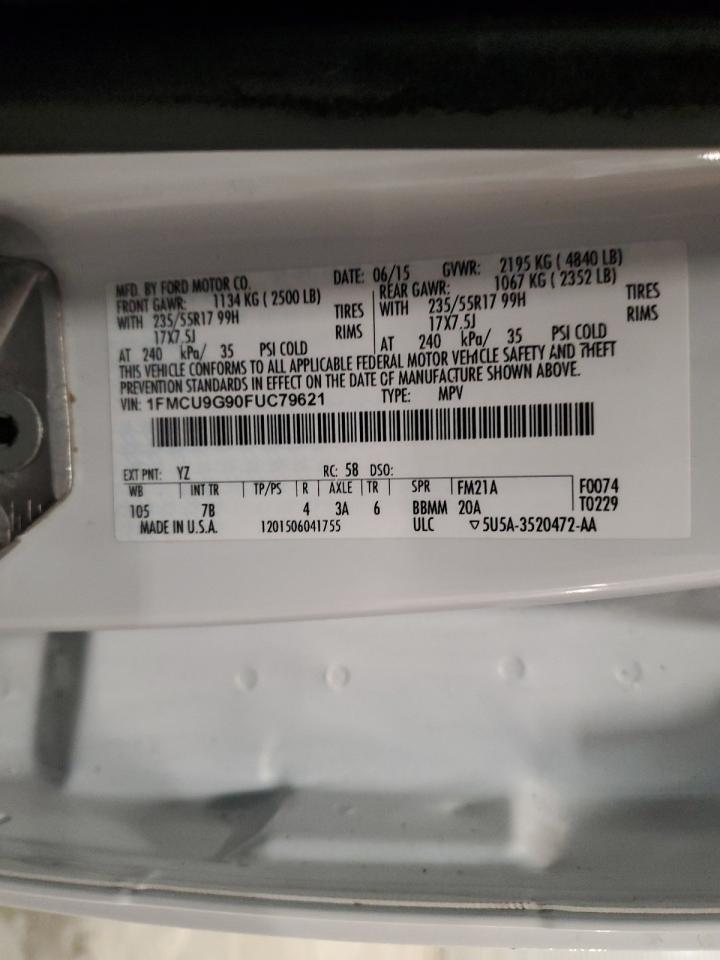 MFD. BY FORD MOTOR CO. DATE: 06/15 GVWR: 2195 KG ( 4840 LB)
FRONT GAWR: 1134 KG ( 2500 LB) REAR GAWR: 1067 KG ( 2352 LB)
WITH 235/55R17 99H TIRES WITH 235/55R17 99H TIRES
17X7.5J RIMS 17X7.5J RIMS
AT 240 kPa/ 35 PSI COLD AT 240 kPa/ 35 PSI COLD
THIS VEHICLE CONFORMS TO ALL APPLICABLE FEDERAL MOTOR VEHICLE SAFETY AND THEFT
PREVENTION STANDARDS IN EFFECT ON THE DATE OF MANUFACTURE SHOWN ABOVE.
VIN: 1FMCU9G90FUC79621 TYPE: MPV
EXT PNT: YZ RC: 58 DSO:
WB | INT TR | TP/PS | R | AXLE | TR | SPR | FM21A | F0074
105 7B 4 3A 6 BBMM 20A T0229
MADE IN U.S.A. 1201506041755 ULC ▽5U5A-3520472-AA